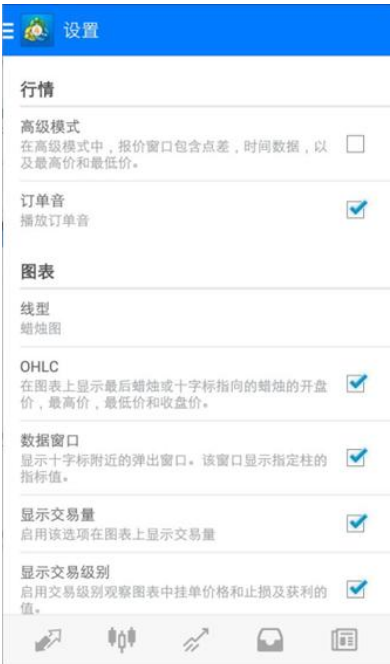 设置
行情
高级模式
在高级模式中，报价窗口包含点差，时间数据，以
及最高价和最低价。
订单音
播放订单音
图表
线型
蜡烛图
OHLC
在图表上显示最后蜡烛或十字标指向的蜡烛的开盘
价，最高价，最低价和收盘价。
数据窗口
显示十字标附近的弹出窗口。该窗口显示指定柱的
指标值。
显示交易量
启用该选项在图表上显示交易量
显示交易级别
启用交易级别观察图表中挂单价格和止损及获利的
值。